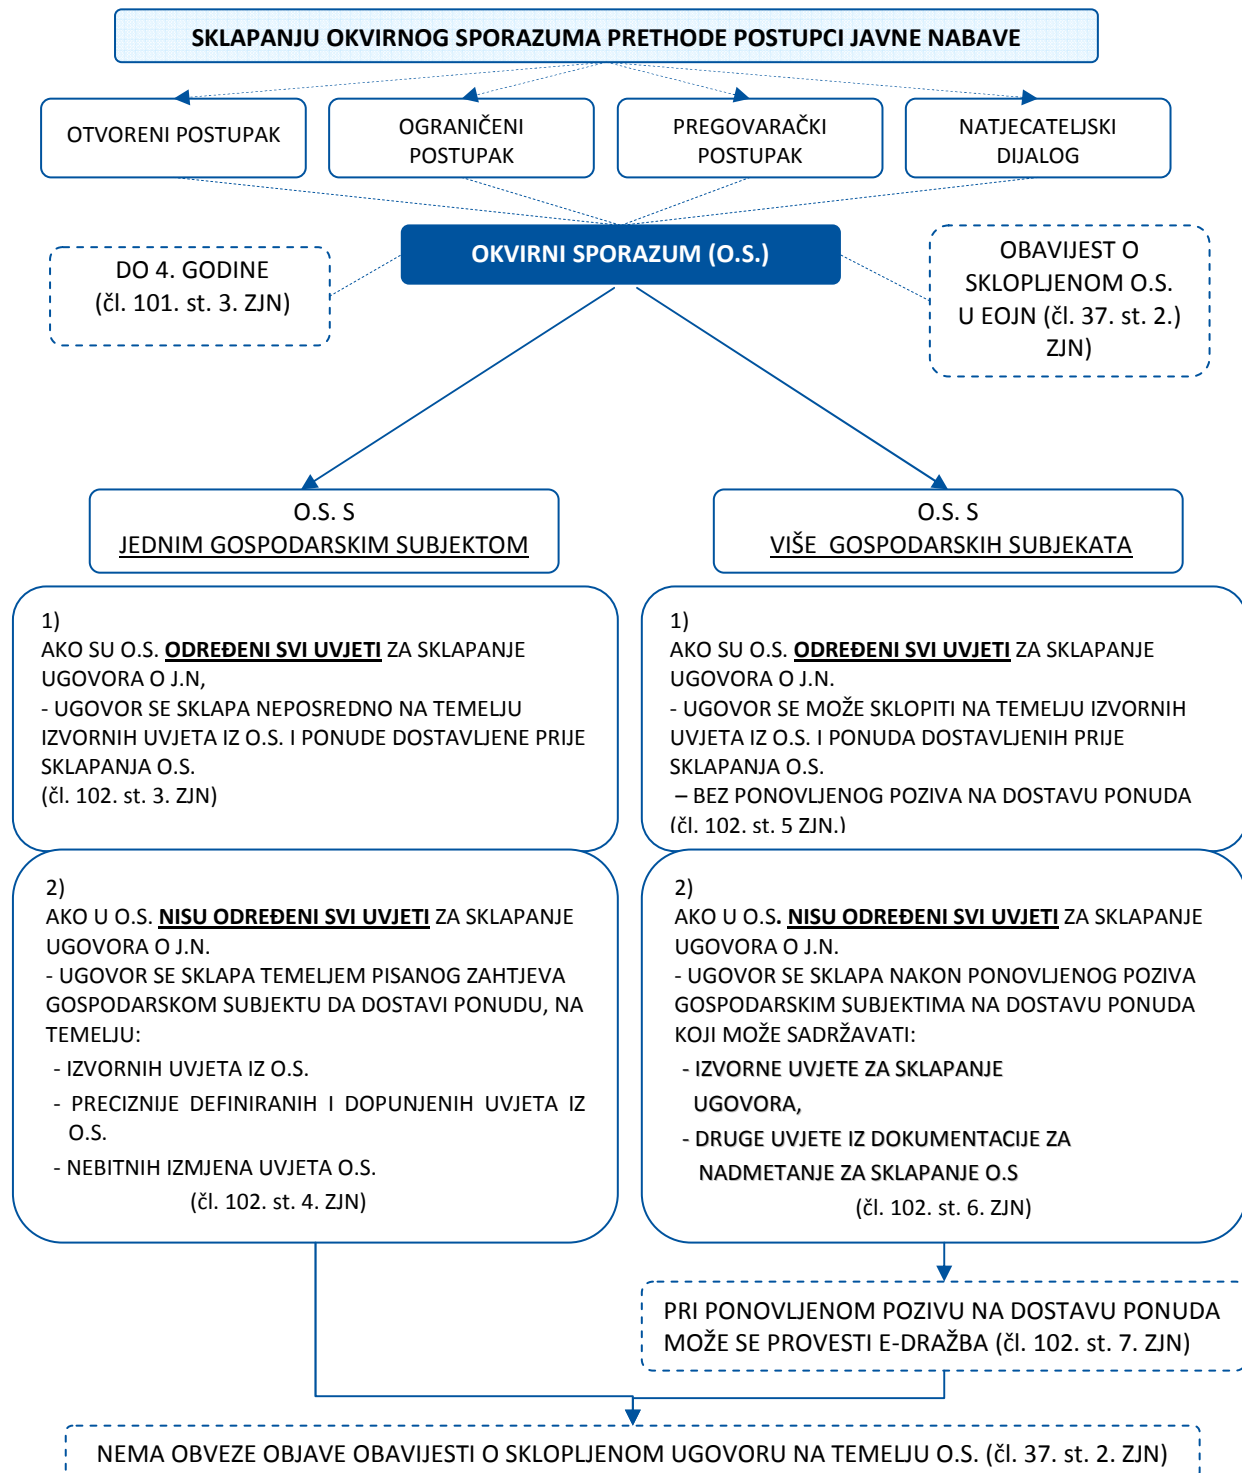 SKLAPANJU OKVIRNOG SPORAZUMA PRETHODE POSTUPCI JAVNE NABAVE
OTVORENI POSTUPAK
OGRANIČENI
POSTUPAK
PREGOVARAČKI
POSTUPAK
NATJECATELJSKI
DIJALOG
OKVIRNI SPORAZUM (O.S.)
DO 4. GODINE
(čl. 101. st. 3. ZJN)
OBAVIJEST O
SKLOPLJENOM O.S.
U EOJN (čl. 37. st. 2.)
ZJN)
O.S. S
JEDNIM GOSPODARSKIM SUBJEKTOM
O.S. S
VIŠE GOSPODARSKIH SUBJEKATA
1)
AKO SU O.S. ODREĐENI SVI UVJETI ZA SKLAPANJE
UGOVORA O J.N,
- UGOVOR SE SKLAPA NEPOSREDNO NA TEMELJU
IZVORNIH UVJETA IZ O.S. I PONUDE DOSTAVLJENE PRIJE
SKLAPANJA O.S.
(čl. 102. st. 3. ZJN)
1)
AKO SU O.S. ODREĐENI SVI UVJETI ZA SKLAPANJE
UGOVORA O J.N.
- UGOVOR SE MOŽE SKLOPITI NA TEMELJU IZVORNIH
UVJETA IZ O.S. I PONUDA DOSTAVLJENIH PRIJE
SKLAPANJA O.S.
– BEZ PONOVLJENOG POZIVA NA DOSTAVU PONUDA
(čl. 102. st. 5 ZJN.)
2)
AKO U O.S. NISU ODREĐENI SVI UVJETI ZA SKLAPANJE
UGOVORA O J.N.
- UGOVOR SE SKLAPA TEMELJEM PISANOG ZAHTJEVA
GOSPODARSKOM SUBJEKTU DA DOSTAVI PONUDU, NA
TEMELJU:
- IZVORNIH UVJETA IZ O.S.
- PRECIZNIJE DEFINIRANIH I DOPUNJENIH UVJETA IZ
O.S.
- NEBITNIH IZMJENA UVJETA O.S.
(čl. 102. st. 4. ZJN)
2)
AKO U O.S. NISU ODREĐENI SVI UVJETI ZA SKLAPANJE
UGOVORA O J.N.
- UGOVOR SE SKLAPA NAKON PONOVLJENOG POZIVA
GOSPODARSKIM SUBJEKTIMA NA DOSTAVU PONUDA
KOJI MOŽE SADRŽAVATI:
- IZVORNE UVJETE ZA SKLAPANJE
UGOVORA,
- DRUGE UVJETE IZ DOKUMENTACIJE ZA
NADMETANJE ZA SKLAPANJE O.S
(čl. 102. st. 6. ZJN)
PRI PONOVLJENOM POZIVU NA DOSTAVU PONUDA
MOŽE SE PROVESTI E-DRAŽBA (čl. 102. st. 7. ZJN)
NEMA OBVEZE OBJAVE OBAVIJESTI O SKLOPLJENOM UGOVORU NA TEMELJU O.S. (čl. 37. st. 2. ZJN)